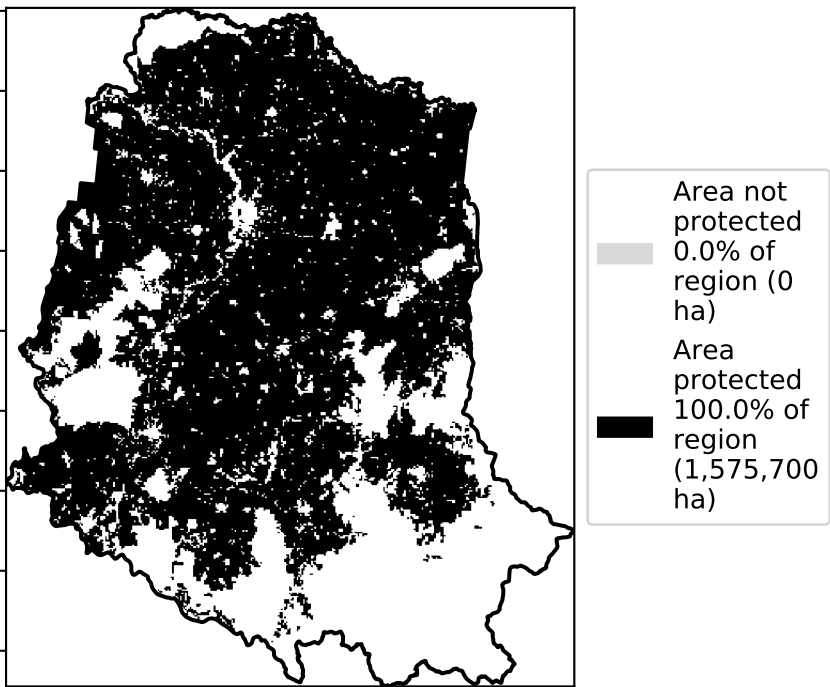 Area not
protected
0.0% of
region (0
ha)
Area
protected
100.0% of
region
(1,575,700
ha)